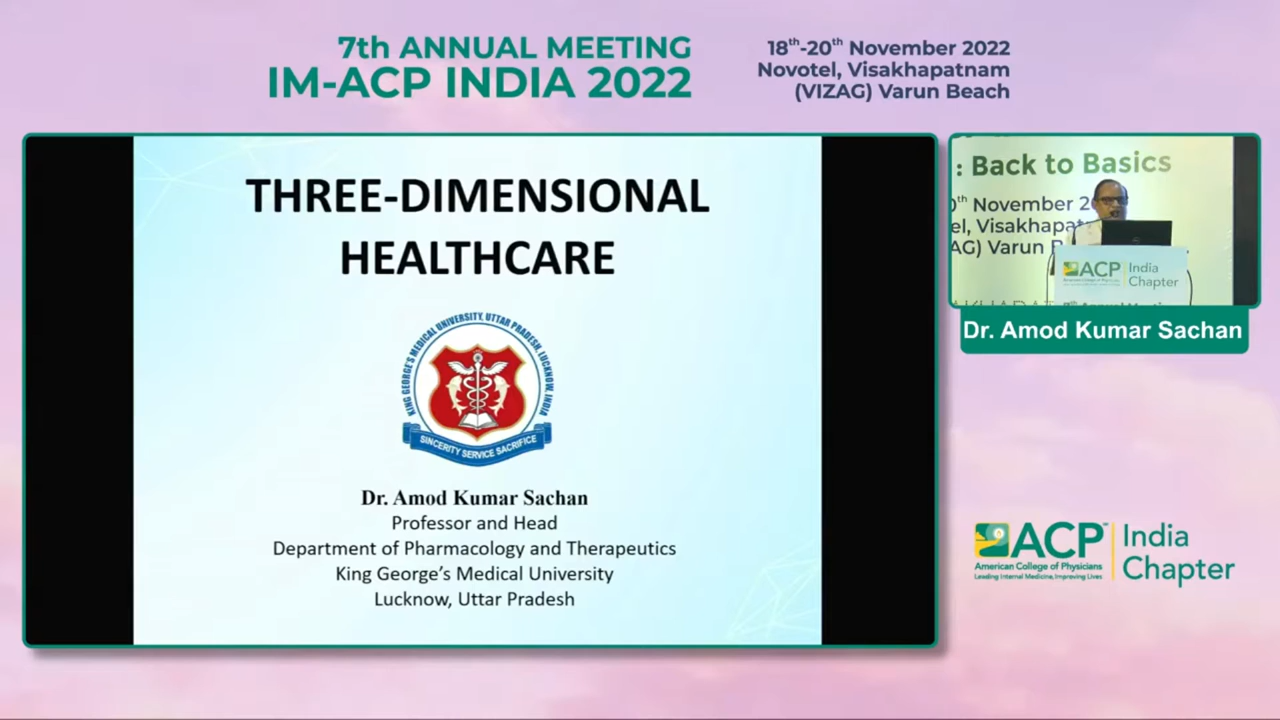 7th ANNUAL MEETING
IM-ACP INDIA 2022
18th-20th November 2022
Novotel, Visakhapatnam
(VIZAG) Varun Beach
THREE-DIMENSIONAL
HEALTHCARE
KING GEORGE'S MEDICAL UNIVERSITY, UTTAR PRADESH, LUCKNOW, INDIA
SINCERITY SERVICE SACRIFICE
Dr. Amod Kumar Sachan
Professor and Head
Department of Pharmacology and Therapeutics
King George's Medical University
Lucknow, Uttar Pradesh
: Back to Basics
th November 2
el, Visakhapat
AG) Varun B
ACP India
Chapter
Dr. Amod Kumar Sachan
ACP India
American College of Physicians Chapter
Leading Internal Medicine, Improving Lives